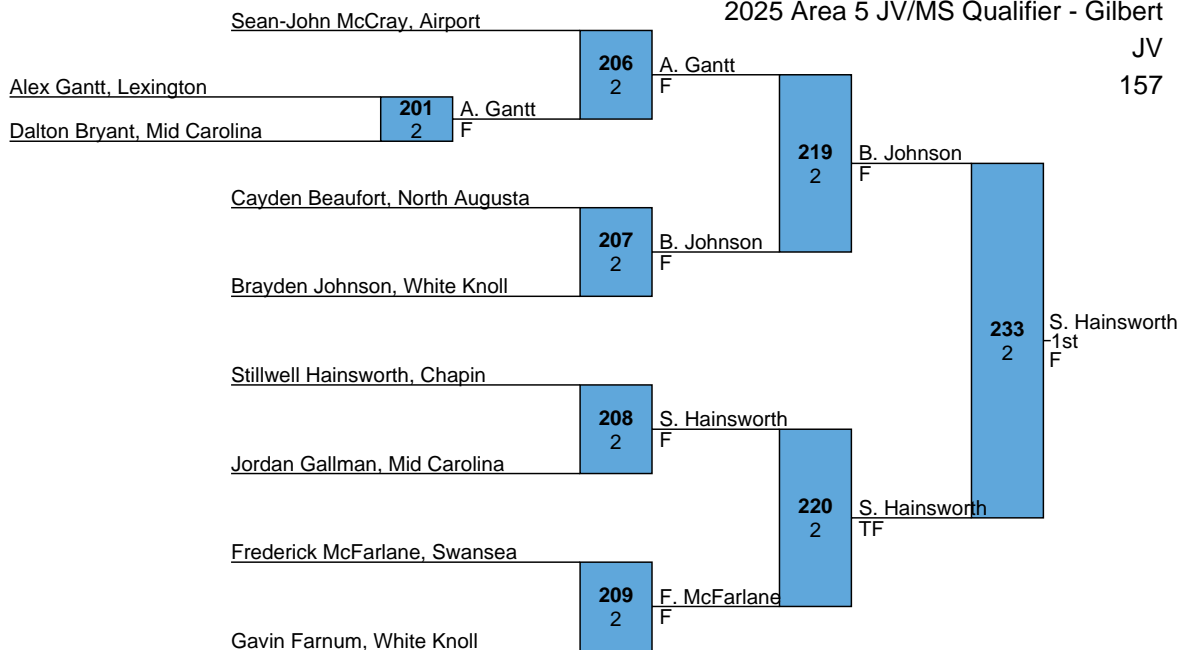 2025 Area 5 JV/MS Qualifier - Gilbert
JV
157
Sean-John McCray, Airport
206
2
A. Gantt
F
Alex Gantt, Lexington
201
2
A. Gantt
F
Dalton Bryant, Mid Carolina
219
2
B. Johnson
F
Cayden Beaufort, North Augusta
207
2
B. Johnson
F
Brayden Johnson, White Knoll
233
2
S. Hainsworth
1st
F
Stillwell Hainsworth, Chapin
208
2
S. Hainsworth
F
Jordan Gallman, Mid Carolina
220
2
S. Hainsworth
TF
Frederick McFarlane, Swansea
209
2
F. McFarlane
F
Gavin Farnum, White Knoll